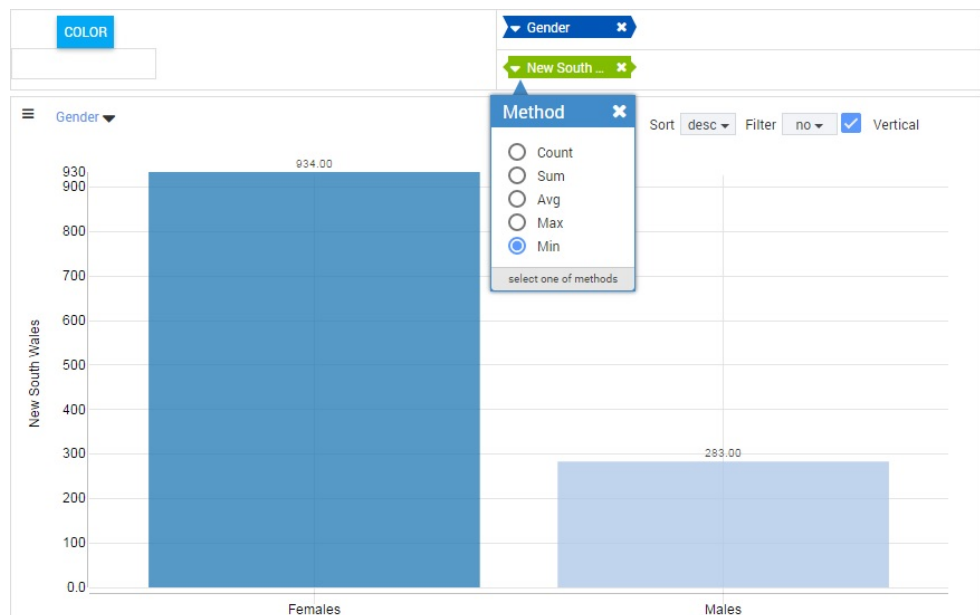 COLOR
Gender
New South ...
Gender
Method
Count
Sum
Avg
Max
Min
select one of methods
Sort desc Filter no Vertical
934.00
930
900
800
700
600
500
400
300
200
100
0.0
New South Wales
283.00
Females
Males